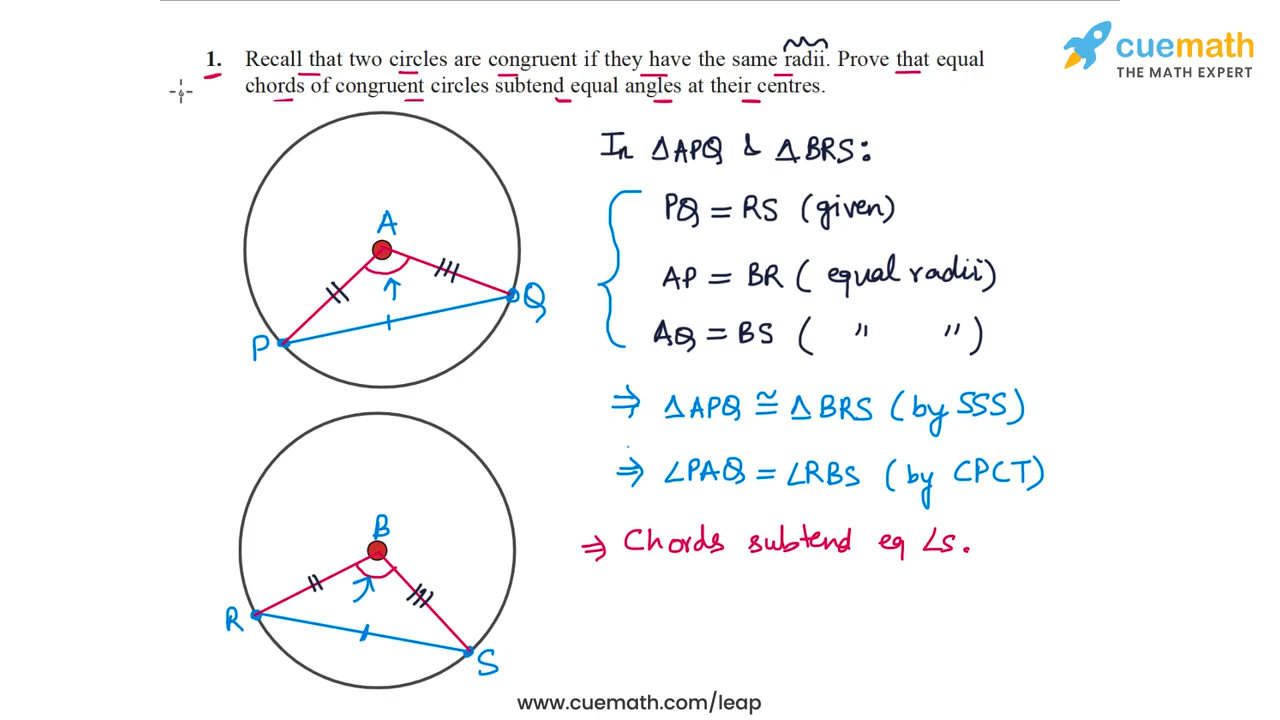 1. Recall that two circles are congruent if they have the same radii. Prove that equal
chords of congruent circles subtend equal angles at their centres.
cuemath
THE MATH EXPERT
A
P
Q
In ΔAPQ & ΔBRS:
PQ = RS (given)
AP = BR (equal radii)
AQ = BS ( " " )
⇒ ΔAPQ ≅ ΔBRS (by SSS)
⇒ ∠PAQ = ∠RBS (by CPCT)
⇒ Chords subtend eq ∠s.
B
R
S
www.cuemath.com/leap